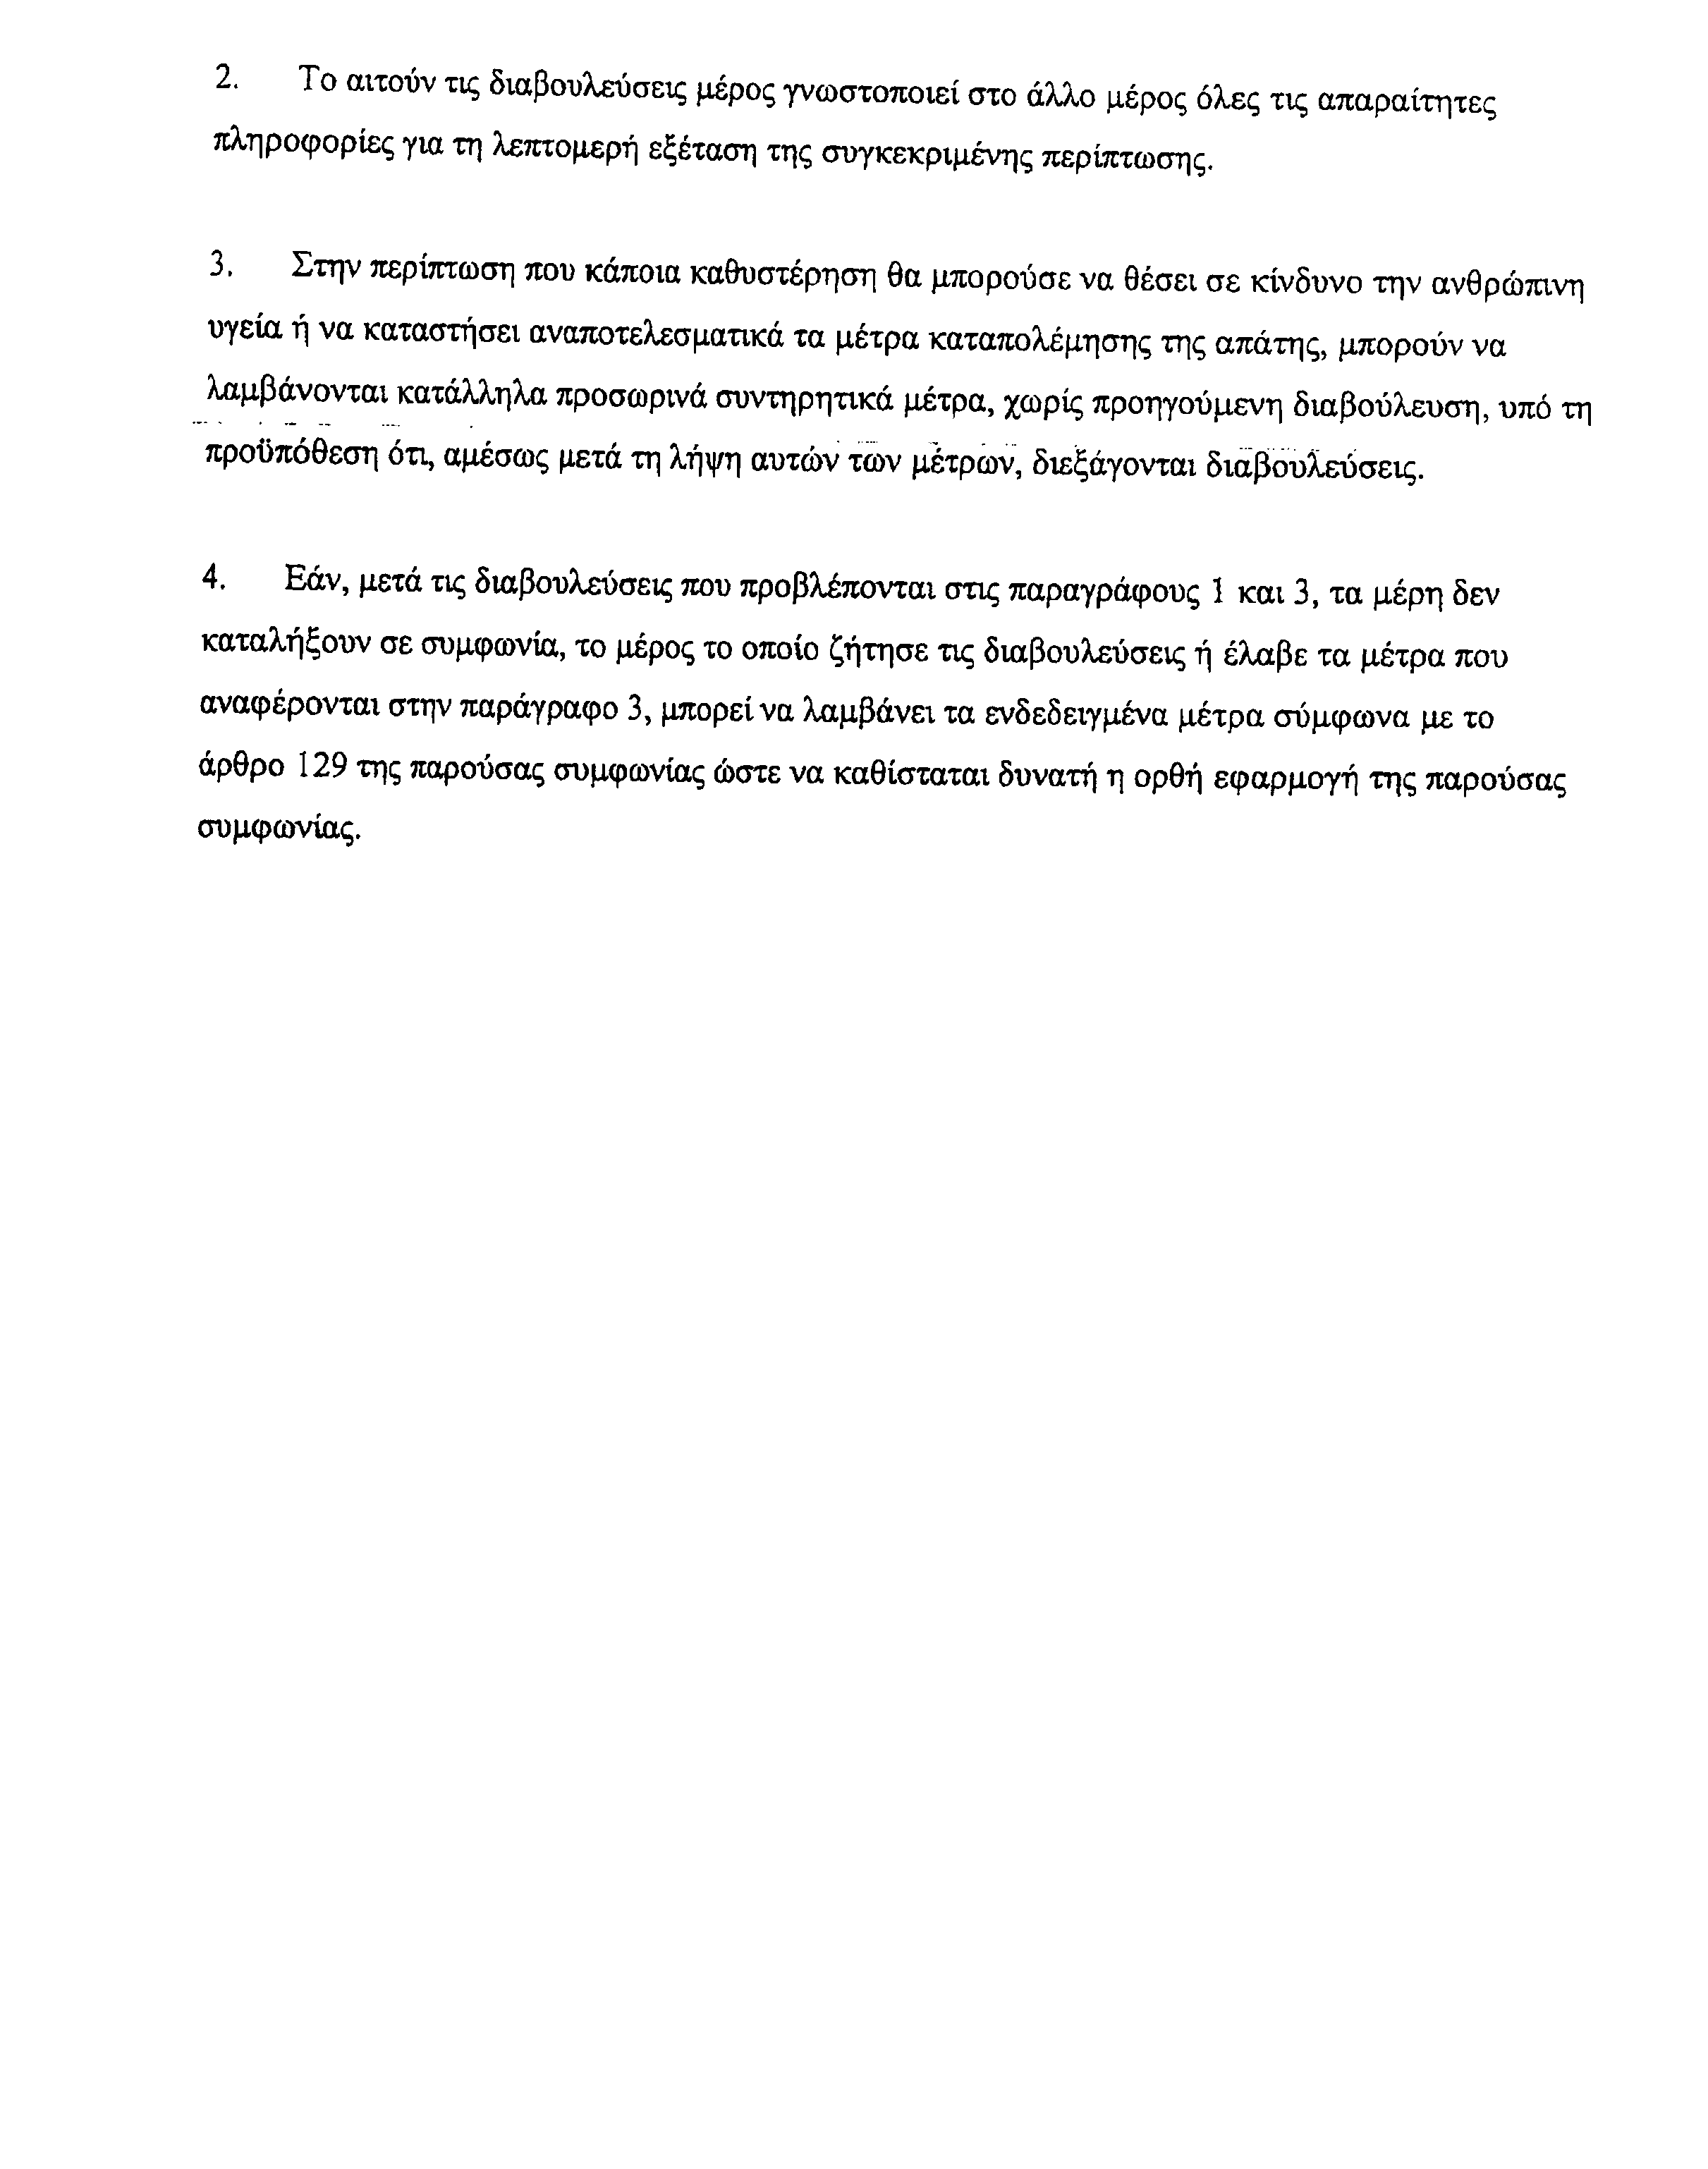 2. Το αιτούν τις διαβουλεύσεις μέρος γνωστοποιεί στο άλλο μέρος όλες τις απαραίτητες
πληροφορίες για τη λεπτομερή εξέταση της συγκεκριμένης περίπτωσης.
3. Στην περίπτωση που κάποια καθυστέρηση θα μπορούσε να θέσει σε κίνδυνο την ανθρώπινη
υγεία ή να καταστήσει αναποτελεσματικά τα μέτρα καταπολέμησης της απάτης, μπορούν να
λαμβάνονται κατάλληλα προσωρινά συντηρητικά μέτρα, χωρίς προηγούμενη διαβούλευση, υπό τη
προϋπόθεση ότι, αμέσως μετά τη λήψη αυτών των μέτρων, διεξάγονται διαβουλεύσεις.
4. Εάν, μετά τις διαβουλεύσεις που προβλέπονται στις παραγράφους 1 και 3, τα μέρη δεν
καταλήξουν σε συμφωνία, το μέρος το οποίο ζήτησε τις διαβουλεύσεις ή έλαβε τα μέτρα που
αναφέρονται στην παράγραφο 3, μπορεί να λαμβάνει τα ενδεδειγμένα μέτρα σύμφωνα με το
άρθρο 129 της παρούσας συμφωνίας ώστε να καθίσταται δυνατή η ορθή εφαρμογή της παρούσας
συμφωνίας.